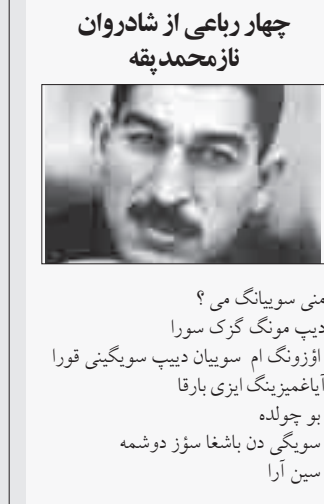 چهار رباعی از شادروان
نازمحمد پقه
منی سوییانگ می ؟
دیپ مونگ گزک سورا
اؤزونگ ام سوییان دییپ سویگینی قورا
آیاغمیزینگ ایزی بارقا
بو چولده
سویگی دن باشغا سؤز دوشمه
سین آرا